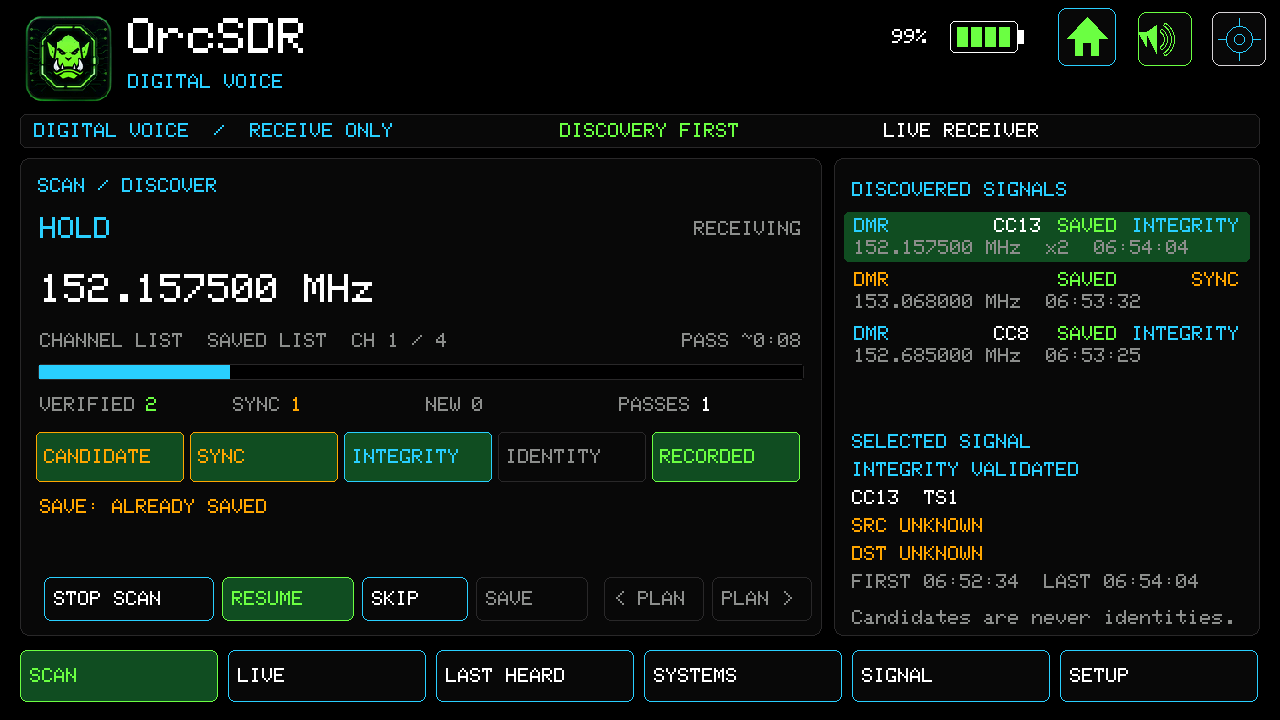 OrcSDR
DIGITAL VOICE
99%
DIGITAL VOICE / RECEIVE ONLY DISCOVERY FIRST LIVE RECEIVER
SCAN / DISCOVER
HOLD RECEIVING
152.157500 MHz
CHANNEL LIST SAVED LIST CH 1 / 4 PASS ~0:08
VERIFIED 2 SYNC 1 NEW 0 PASSES 1
CANDIDATE SYNC INTEGRITY IDENTITY RECORDED
SAVE: ALREADY SAVED
STOP SCAN RESUME SKIP SAVE < PLAN PLAN >
DISCOVERED SIGNALS
DMR CC13 SAVED INTEGRITY
152.157500 MHz x2 06:54:04
DMR SAVED SYNC
153.068000 MHz 06:53:32
DMR CC8 SAVED INTEGRITY
152.685000 MHz 06:53:25
SELECTED SIGNAL
INTEGRITY VALIDATED
CC13 TS1
SRC UNKNOWN
DST UNKNOWN
FIRST 06:52:34 LAST 06:54:04
Candidates are never identities.
SCAN LIVE LAST HEARD SYSTEMS SIGNAL SETUP